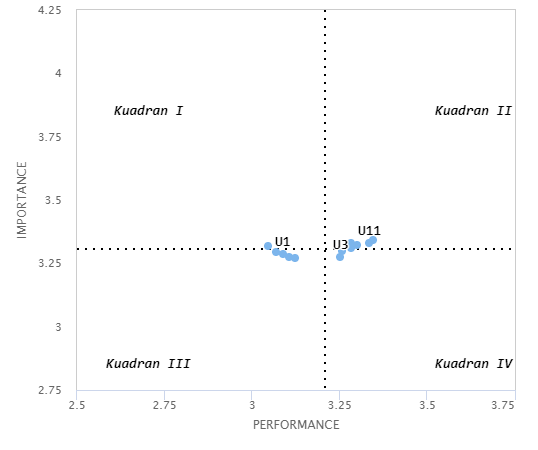 4.25
4
Kuadran I
Kuadran II
3.75
IMPORTANCE
3.5
U11
U1
U3
3.25
3
Kuadran III
Kuadran IV
2.75
2.5
2.75
3
3.25
3.5
3.75
PERFORMANCE